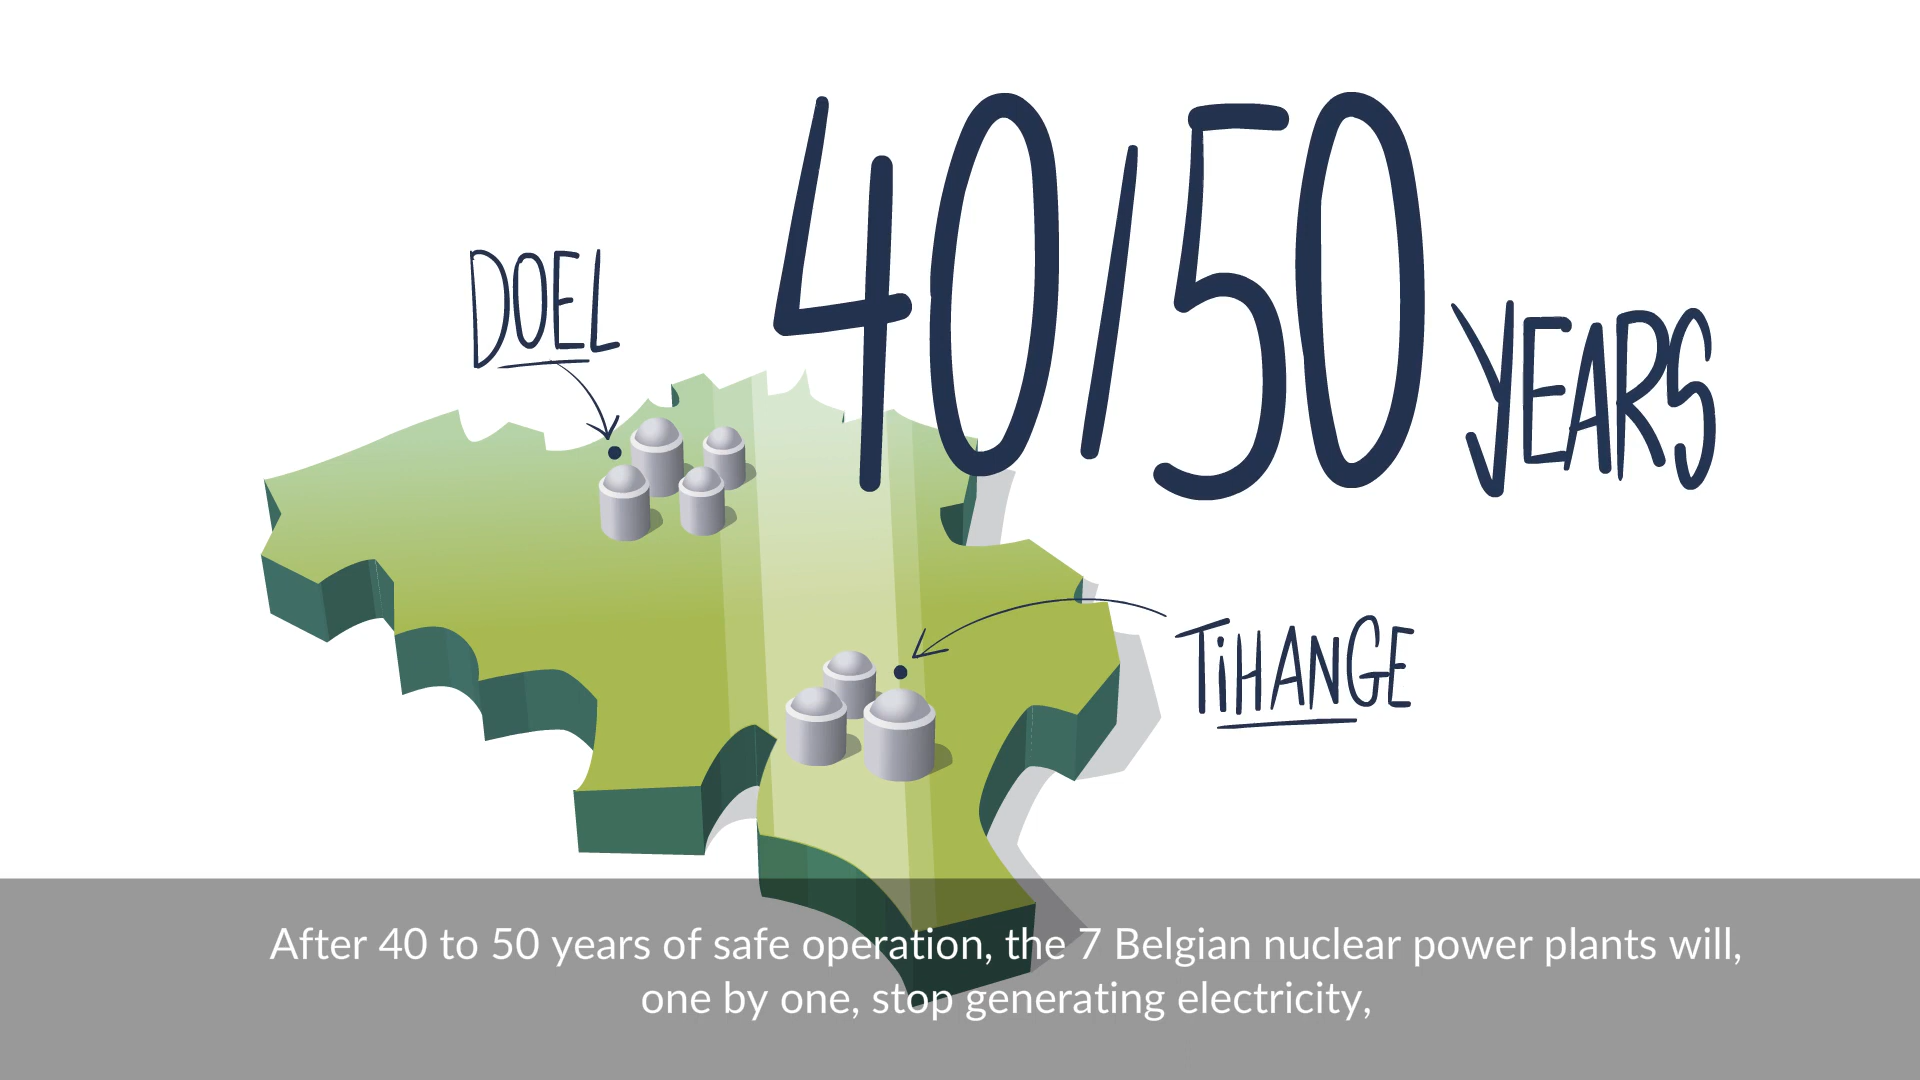 40/50 YEARS
DOEL
TiHANGE
After 40 to 50 years of safe operation, the 7 Belgian nuclear power plants will,
one by one, stop generating electricity,